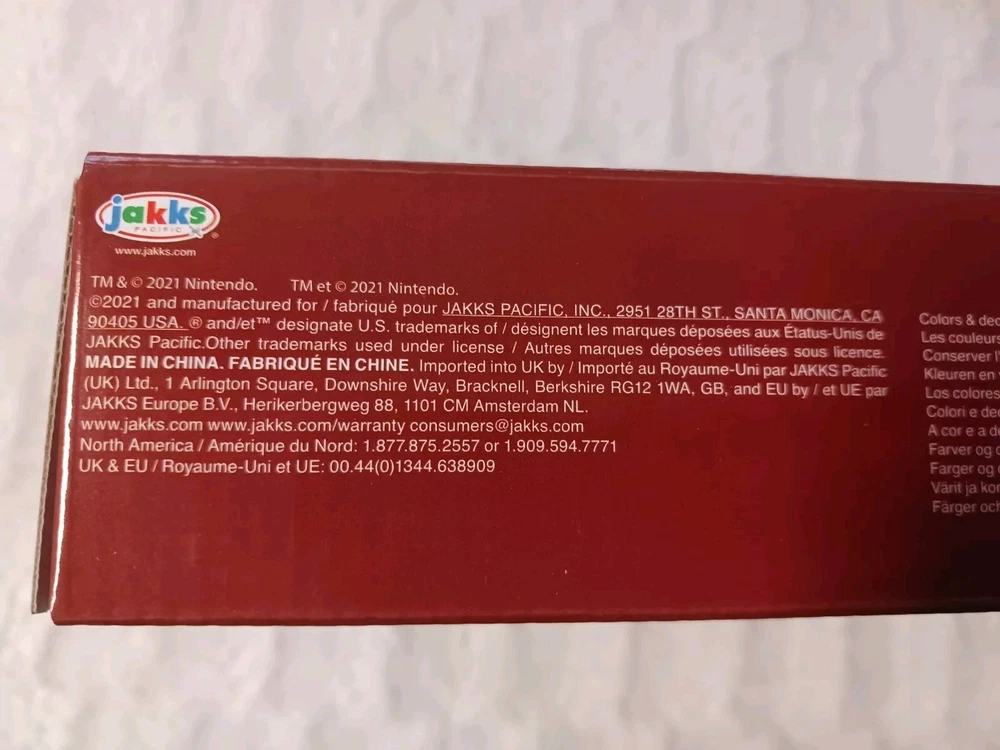 jakks
PACIFIC ®
www.jakks.com
TM & © 2021 Nintendo. TM et © 2021 Nintendo.
©2021 and manufactured for / fabriqué pour JAKKS PACIFIC, INC., 2951 28TH ST., SANTA MONICA, CA
90405 USA. ® and/et™ designate U.S. trademarks of / désignent les marques déposées aux États-Unis de
JAKKS Pacific.Other trademarks used under license / Autres marques déposées utilisées sous licence.
MADE IN CHINA. FABRIQUÉ EN CHINE. Imported into UK by / Importé au Royaume-Uni par JAKKS Pacific
(UK) Ltd., 1 Arlington Square, Downshire Way, Bracknell, Berkshire RG12 1WA, GB, and EU by / et UE par
JAKKS Europe B.V., Herikerbergweg 88, 1101 CM Amsterdam NL.
www.jakks.com www.jakks.com/warranty consumers@jakks.com
North America / Amérique du Nord: 1.877.875.2557 or 1.909.594.7771
UK & EU / Royaume-Uni et UE: 00.44(0)1344.638909
Colors & dec
Les couleurs
Conserver l'
Kleuren en
Los colores
Colori e dec
A cor e a de
Farver og
Farger og
Värit ja kor
Färger och